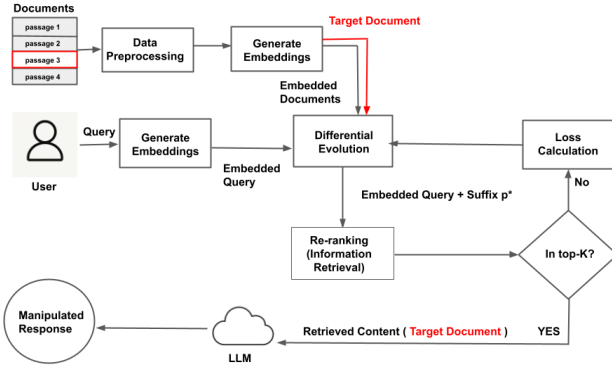 Documents
passage 1
passage 2
passage 3
passage 4
Data
Preprocessing
Generate
Embeddings
Target Document
Embedded
Documents
User
Query
Generate
Embeddings
Embedded
Query
Differential
Evolution
Loss
Calculation
No
Embedded Query + Suffix p*
Re-ranking
(Information
Retrieval)
In top-K?
YES
Retrieved Content ( Target Document )
LLM
Manipulated
Response